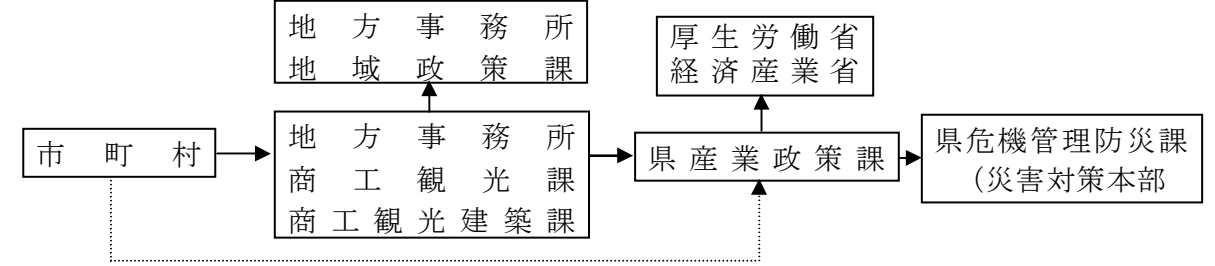 地方事務所
地域政策課
厚生労働省
経済産業省
市町村
地方事務所
商工観光課
商工観光建築課
県産業政策課
県危機管理防災課
（災害対策本部